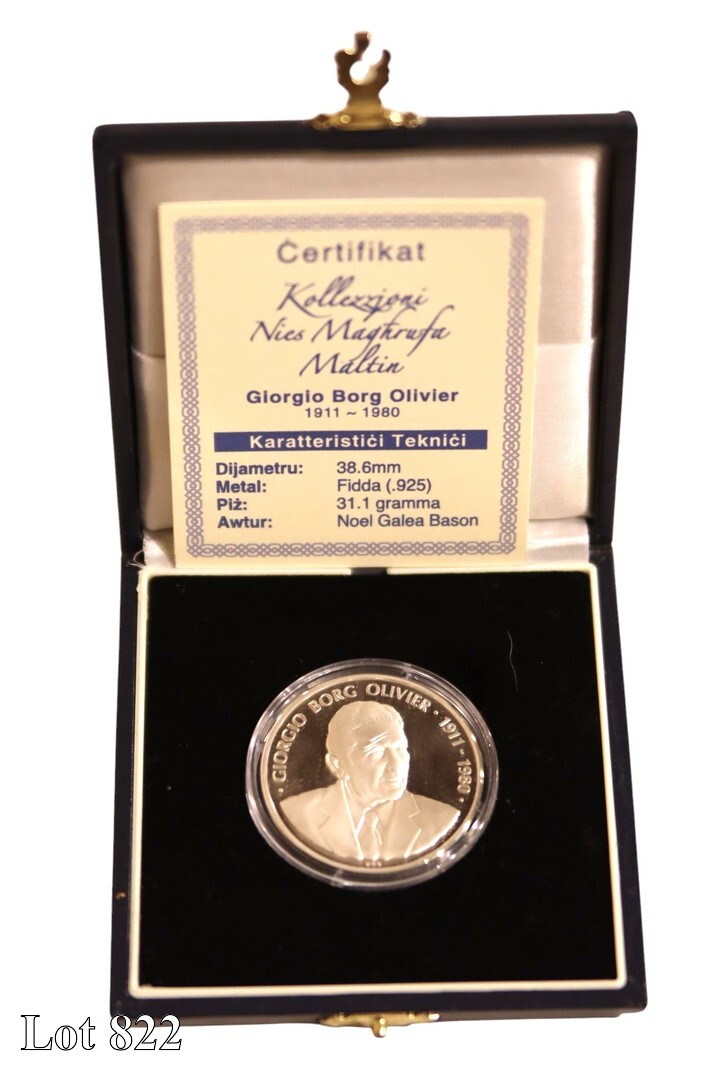 Ċertifikat
Kollezzjoni
Nies Magħrufa
Maltin
Giorgio Borg Olivier
1911 ~ 1980
Karatteristiċi Tekniċi
Dijametru: 38.6mm
Metal: Fidda (.925)
Piż: 31.1 gramma
Awtur: Noel Galea Bason
· GIORGIO BORG OLIVIER · 1911 - 1980 ·
Lot 822